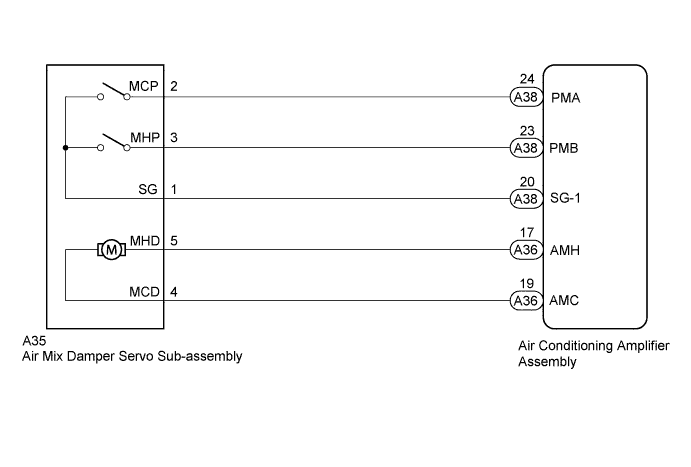 MCP 2 24 A38 PMA
MHP 3 23 A38 PMB
SG 1 20 A38 SG-1
M MHD 5 17 A36 AMH
MCD 4 19 A36 AMC
A35
Air Mix Damper Servo Sub-assembly
Air Conditioning Amplifier
Assembly